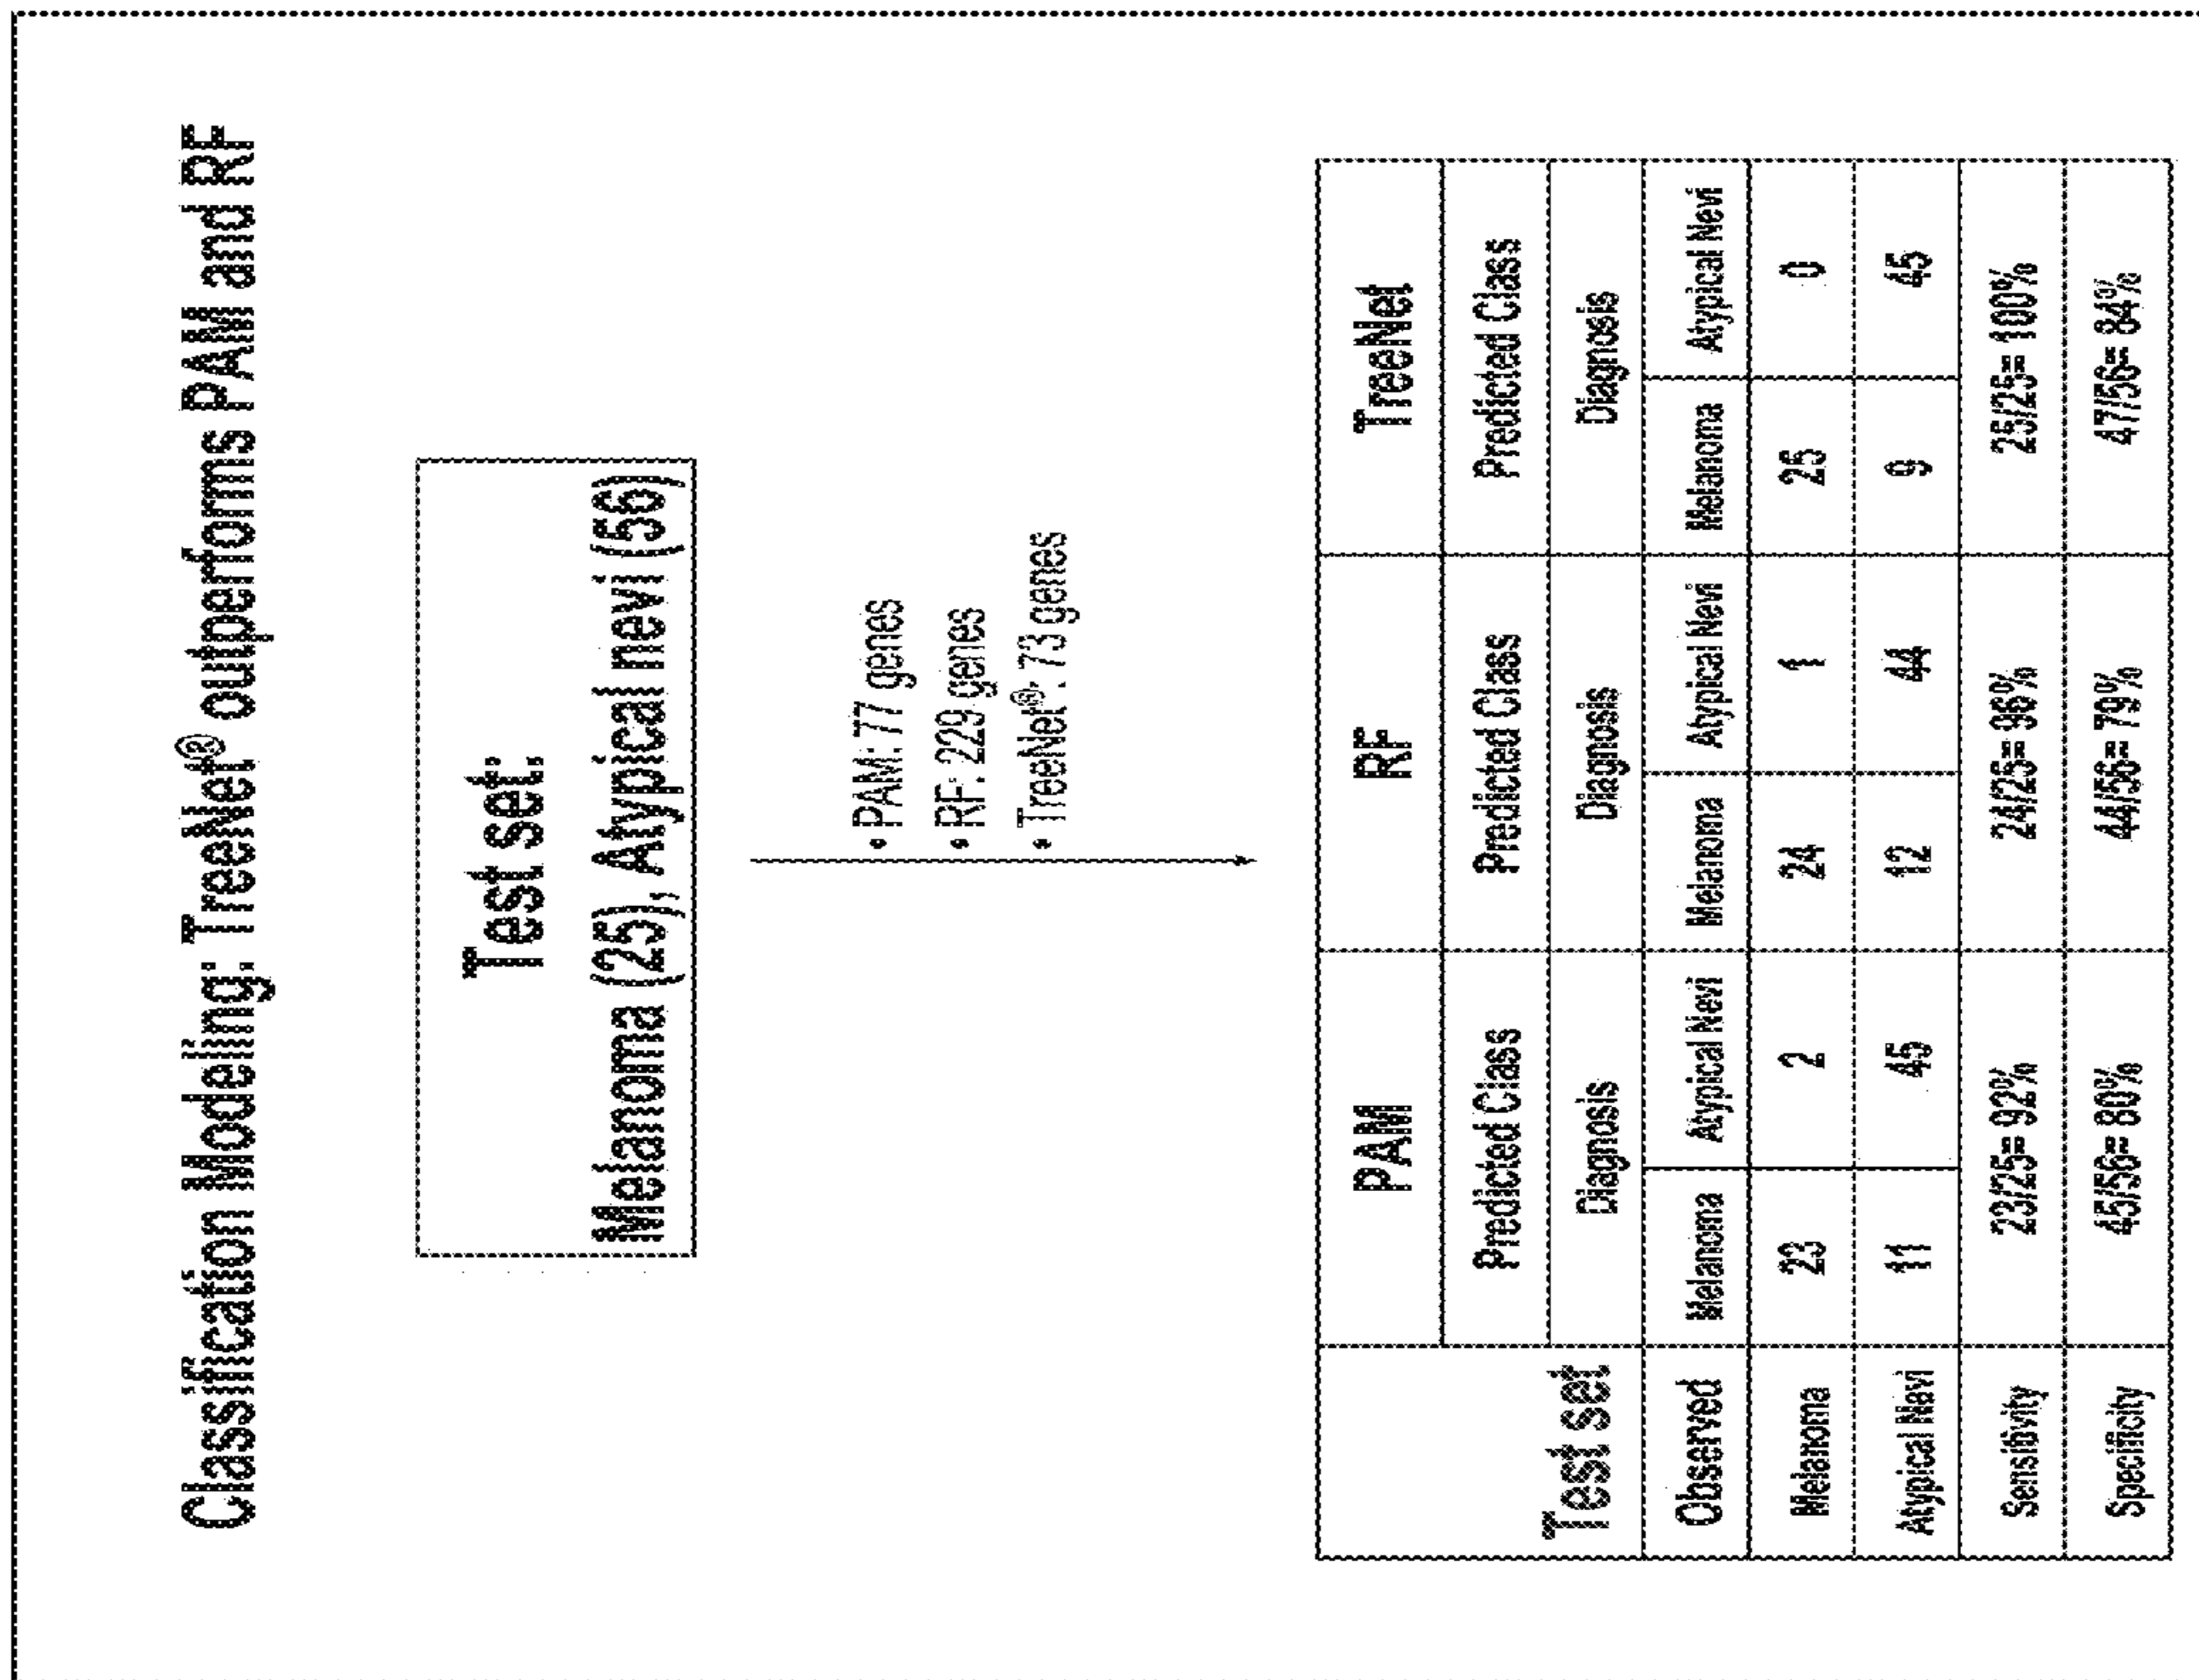 Classification Modeling: TreeNet® outperforms PAM and RF
Test set:
Melanoma (25), Atypical nevi (56)
• PAM: 77 genes
• RF: 229 genes
• TreeNet®: 73 genes
Test set PAM RF TreeNet
Predicted Class Predicted Class Predicted Class
Diagnosis Diagnosis Diagnosis
Observed Melanoma Atypical Nevi Melanoma Atypical Nevi Melanoma Atypical Nevi
Melanoma 23 2 24 1 25 0
Atypical Nevi 11 45 12 44 9 45
Sensitivity 23/25= 92% 24/25= 96% 25/25= 100%
Specificity 45/56= 80% 44/56= 79% 47/56= 84%